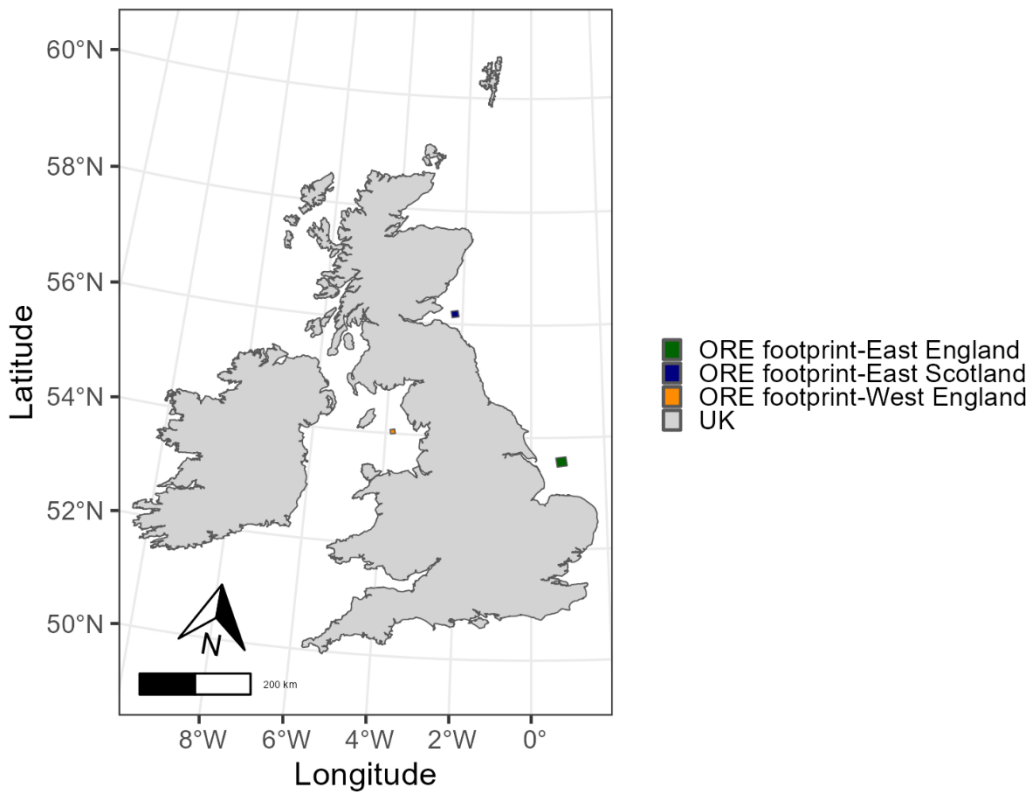 60°N
58°N
56°N
54°N
52°N
50°N
Latitude
N
200 km
8°W 6°W 4°W 2°W 0°
Longitude
ORE footprint-East England
ORE footprint-East Scotland
ORE footprint-West England
UK